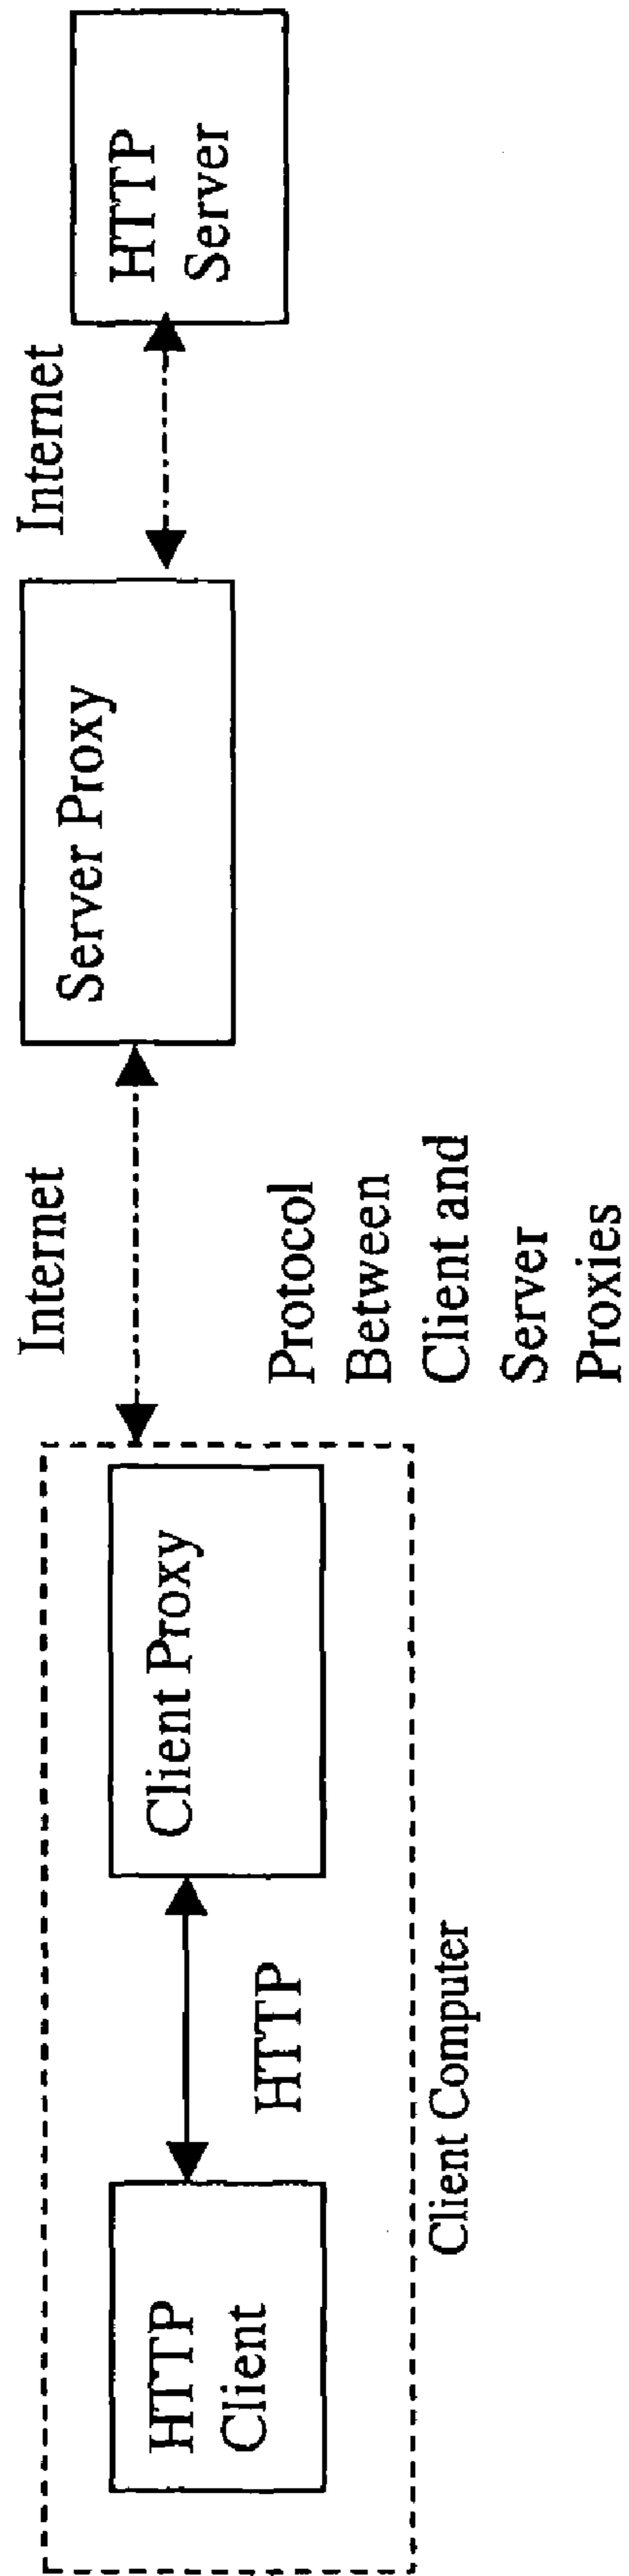 HTTP
Client
HTTP
Client Computer
Client Proxy
Internet
Protocol
Between
Client and
Server
Proxies
Server Proxy
Internet
HTTP
Server